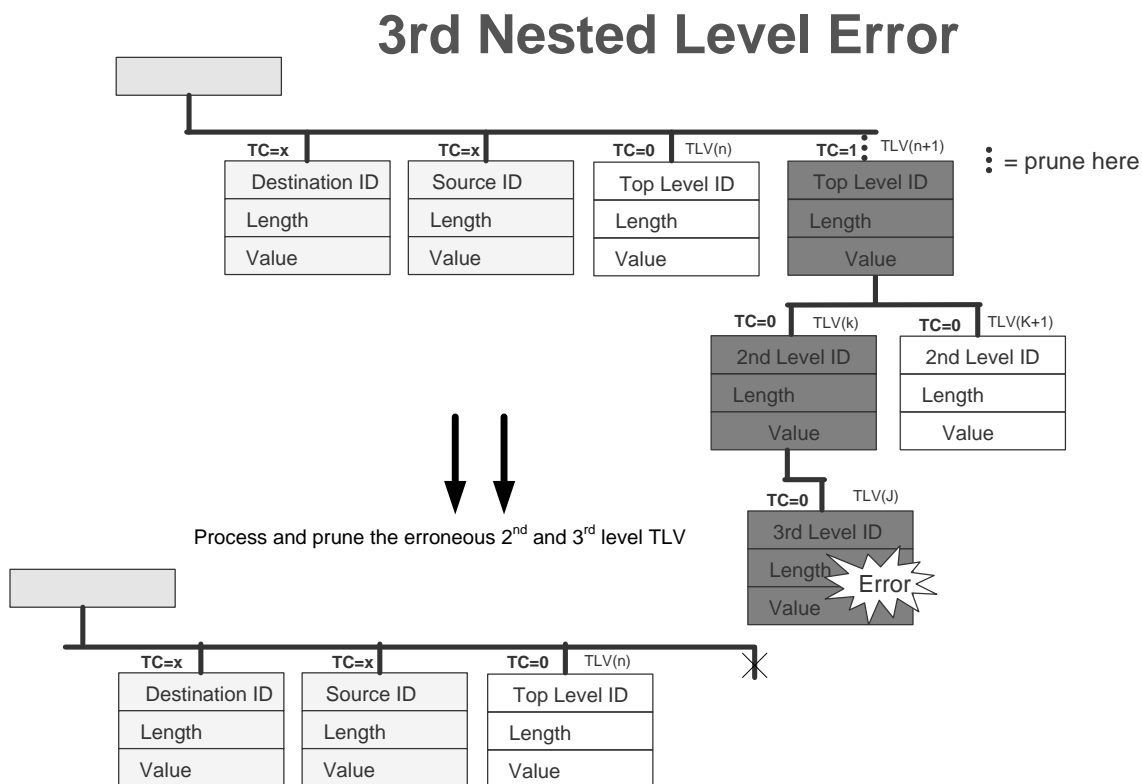 3rd Nested Level Error
TC=x
TC=x
TC=0 TLV(n)
TC=1 TLV(n+1)
= prune here
Destination ID
Length
Value
Source ID
Length
Value
Top Level ID
Length
Value
Top Level ID
Length
Value
TC=0 TLV(k)
TC=0 TLV(K+1)
2nd Level ID
Length
Value
2nd Level ID
Length
Value
TC=0 TLV(J)
3rd Level ID
Length
Value
Error
Process and prune the erroneous 2nd and 3rd level TLV
TC=x
TC=x
TC=0 TLV(n)
Destination ID
Length
Value
Source ID
Length
Value
Top Level ID
Length
Value